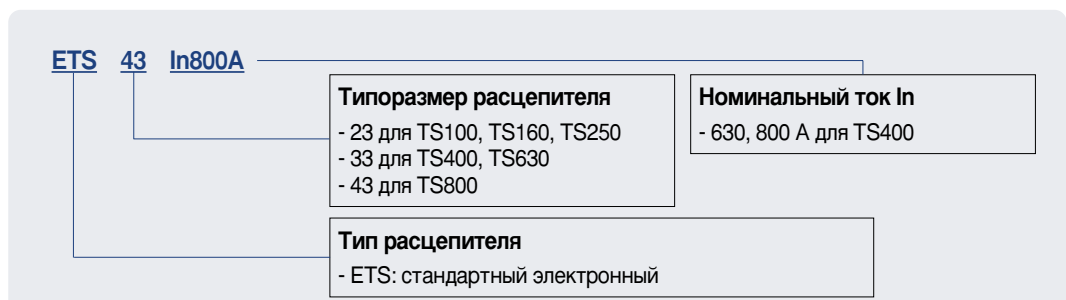 ETS 43 In800A
Типоразмер расцепителя
- 23 для TS100, TS160, TS250
- 33 для TS400, TS630
- 43 для TS800
Номинальный ток In
- 630, 800 А для TS400
Тип расцепителя
- ETS: стандартный электронный